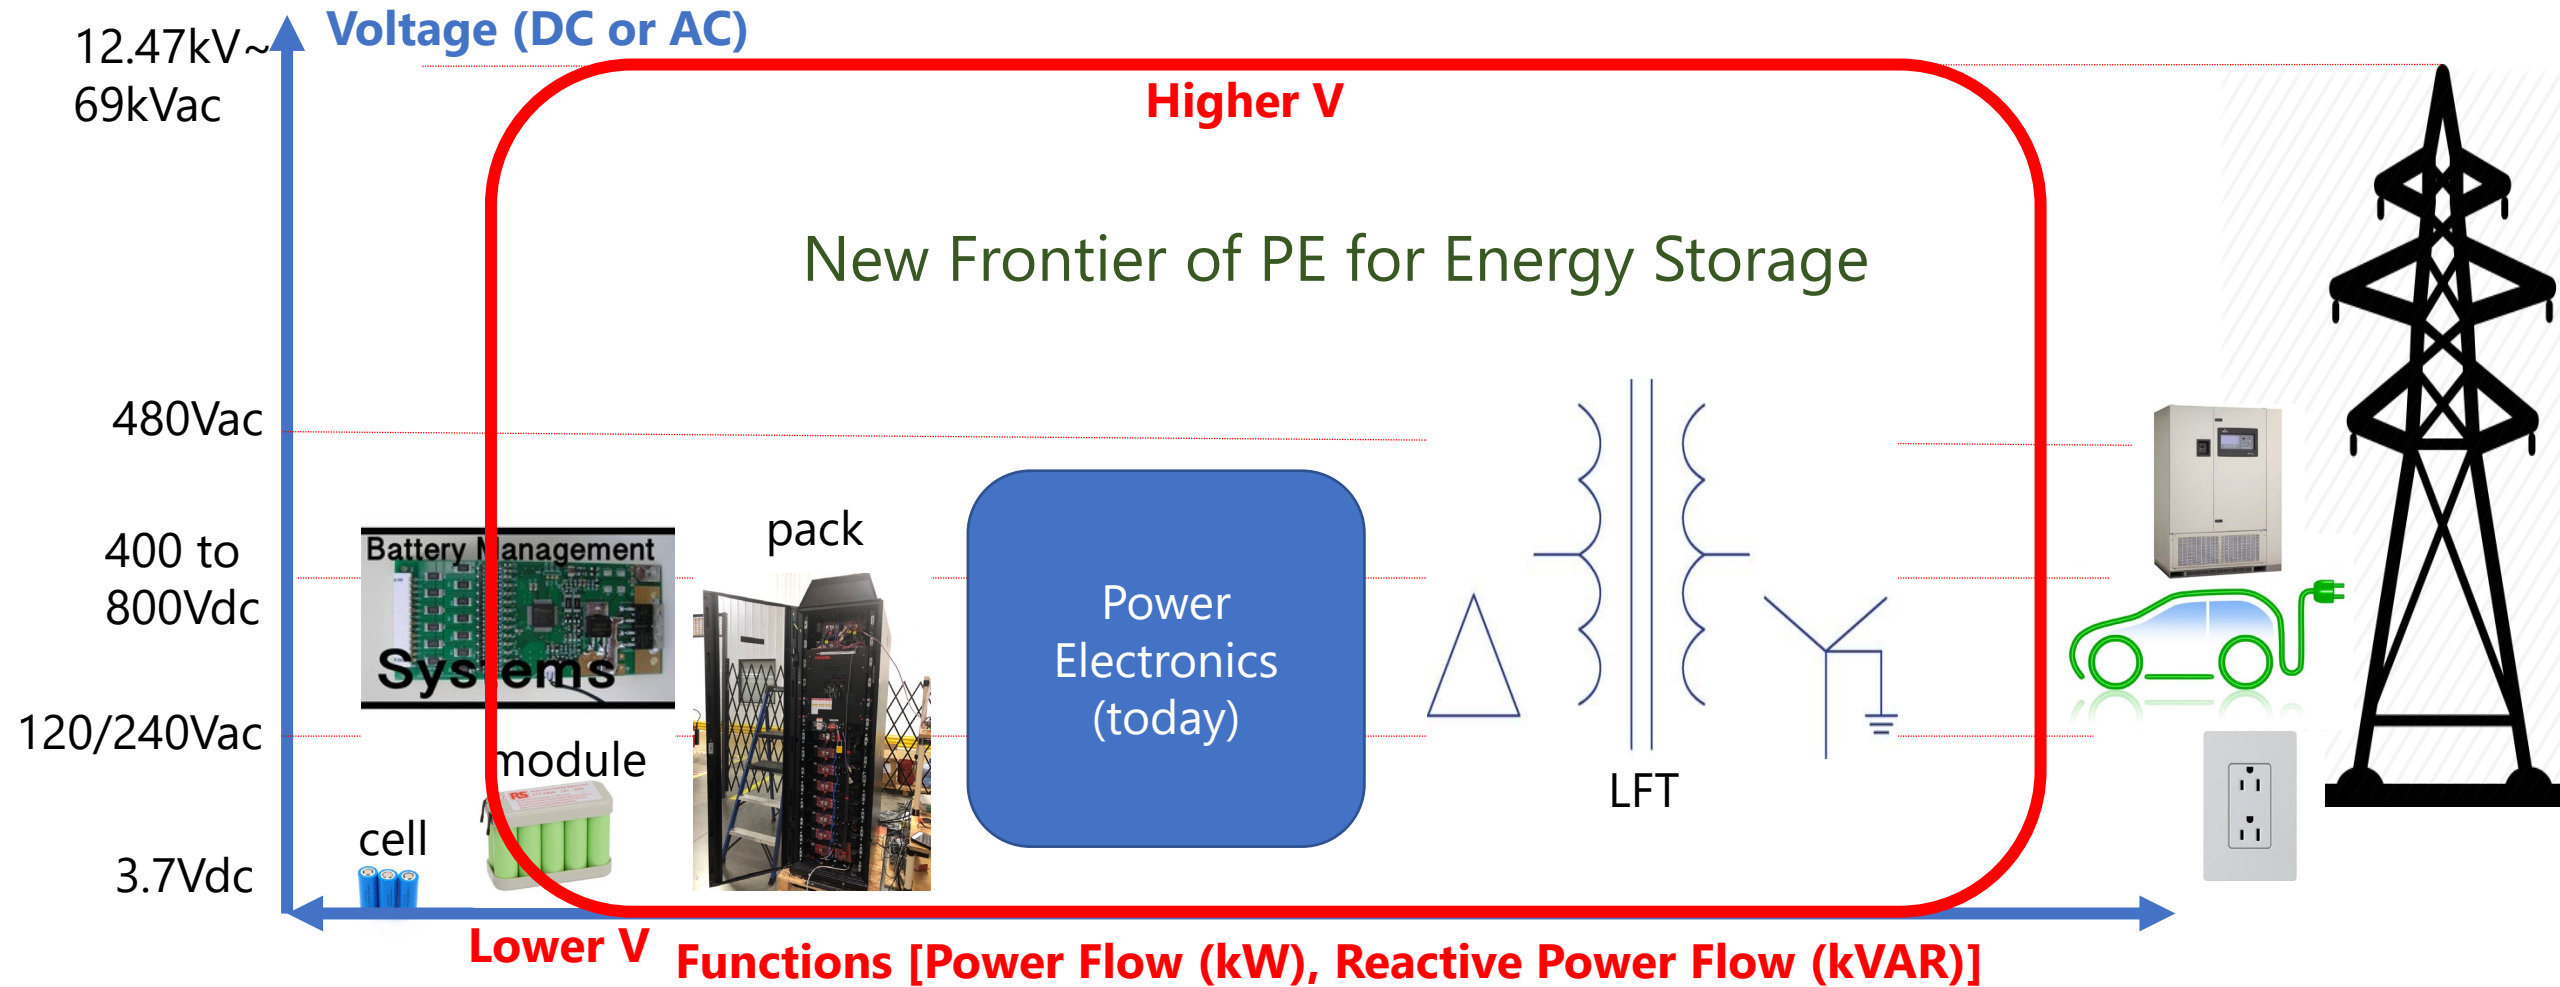 Voltage (DC or AC)
12.47kV~
69kVac
Higher V
New Frontier of PE for Energy Storage
480Vac
400 to
800Vdc
Battery Management
Systems
pack
Power
Electronics
(today)
120/240Vac
module
LFT
RS
cell
3.7Vdc
Lower V
Functions [Power Flow (kW), Reactive Power Flow (kVAR)]